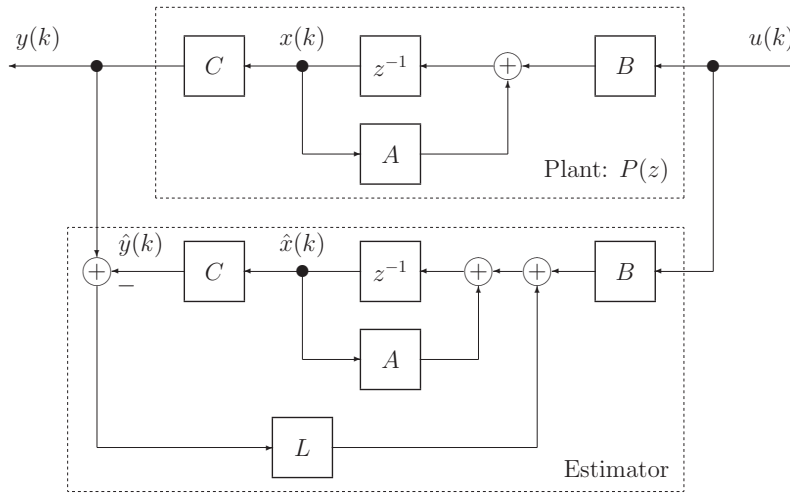 y(k)
x(k)
u(k)
C
z⁻¹
+
B
A
Plant: P(z)
ŷ(k)
x̂(k)
+
−
C
z⁻¹
+
+
B
A
L
Estimator